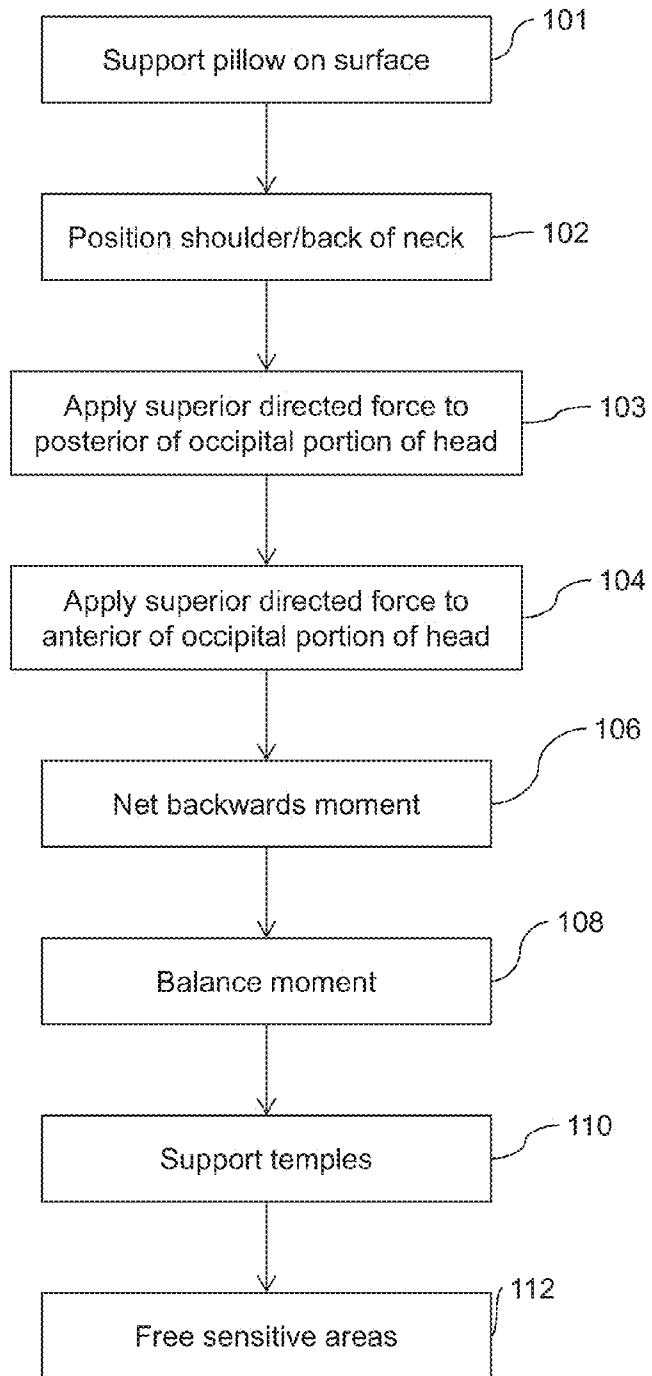 101
Support pillow on surface
102
Position shoulder/back of neck
103
Apply superior directed force to
posterior of occipital portion of head
104
Apply superior directed force to
anterior of occipital portion of head
106
Net backwards moment
108
Balance moment
110
Support temples
112
Free sensitive areas